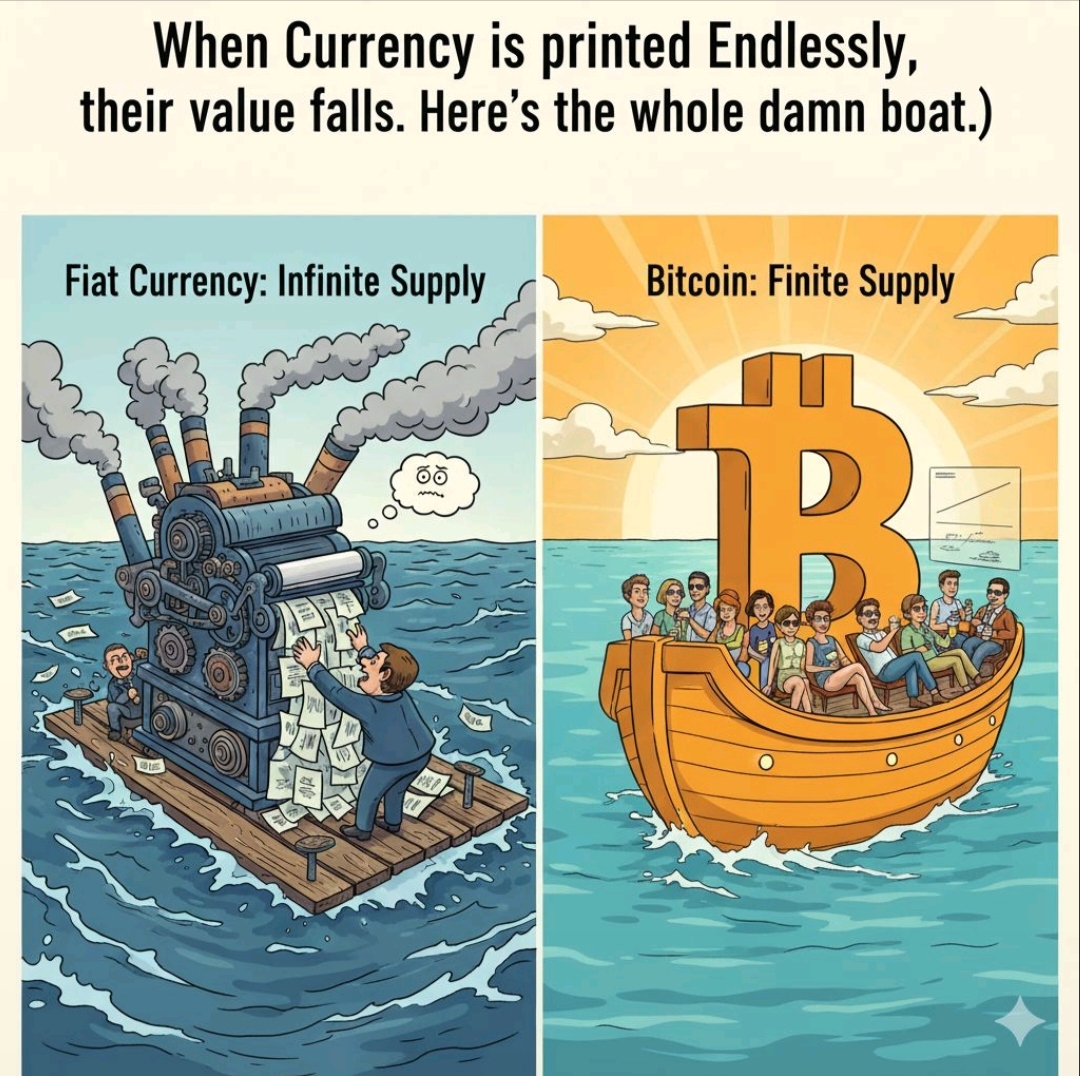 When Currency is printed Endlessly,
their value falls. Here's the whole damn boat.)
Fiat Currency: Infinite Supply
Bitcoin: Finite Supply